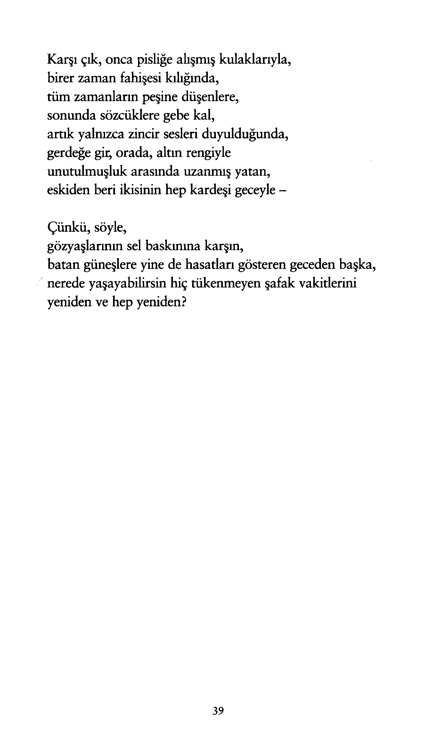 Karşı çık, onca pisliğe alışmış kulaklarıyla,
birer zaman fahişesi kılığında,
tüm zamanların peşine düşenlere,
sonunda sözcüklere gebe kal,
artık yalnızca zincir sesleri duyulduğunda,
gerdeğe gir, orada, altın rengiyle
unutulmuşluk arasında uzanmış yatan,
eskiden beri ikisinin hep kardeşi geceyle –
Çünkü, söyle,
gözyaşlarının sel baskınına karşın,
batan güneşlere yine de hasatları gösteren geceden başka,
nerede yaşayabilirsin hiç tükenmeyen şafak vakitlerini
yeniden ve hep yeniden?
39